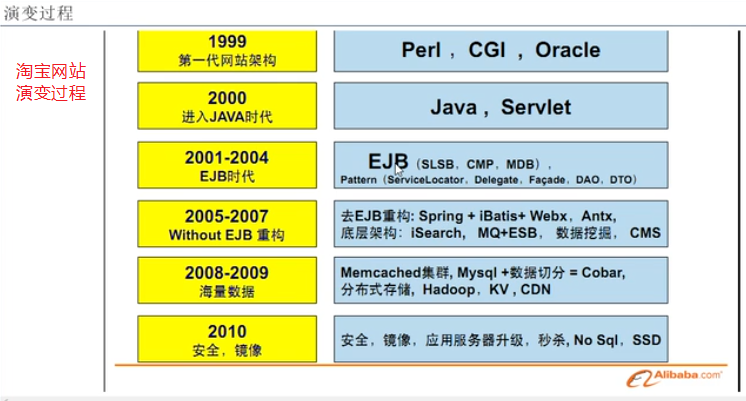 演变过程
淘宝网站
演变过程
1999
第一代网站架构
Perl ，CGI ，Oracle
2000
进入JAVA时代
Java , Servlet
2001-2004
EJB时代
EJB（SLSB，CMP，MDB），
Pattern（ServiceLocator，Delegate，Façade，DAO，DTO）
2005-2007
Without EJB 重构
去EJB重构: Spring + iBatis+ Webx，Antx,
底层架构：iSearch, MQ+ESB，数据挖掘，CMS
2008-2009
海量数据
Memcached集群, Mysql +数据切分 = Cobar,
分布式存储，Hadoop，KV , CDN
2010
安全，镜像
安全，镜像，应用服务器升级，秒杀, No Sql，SSD
Alibaba.com®